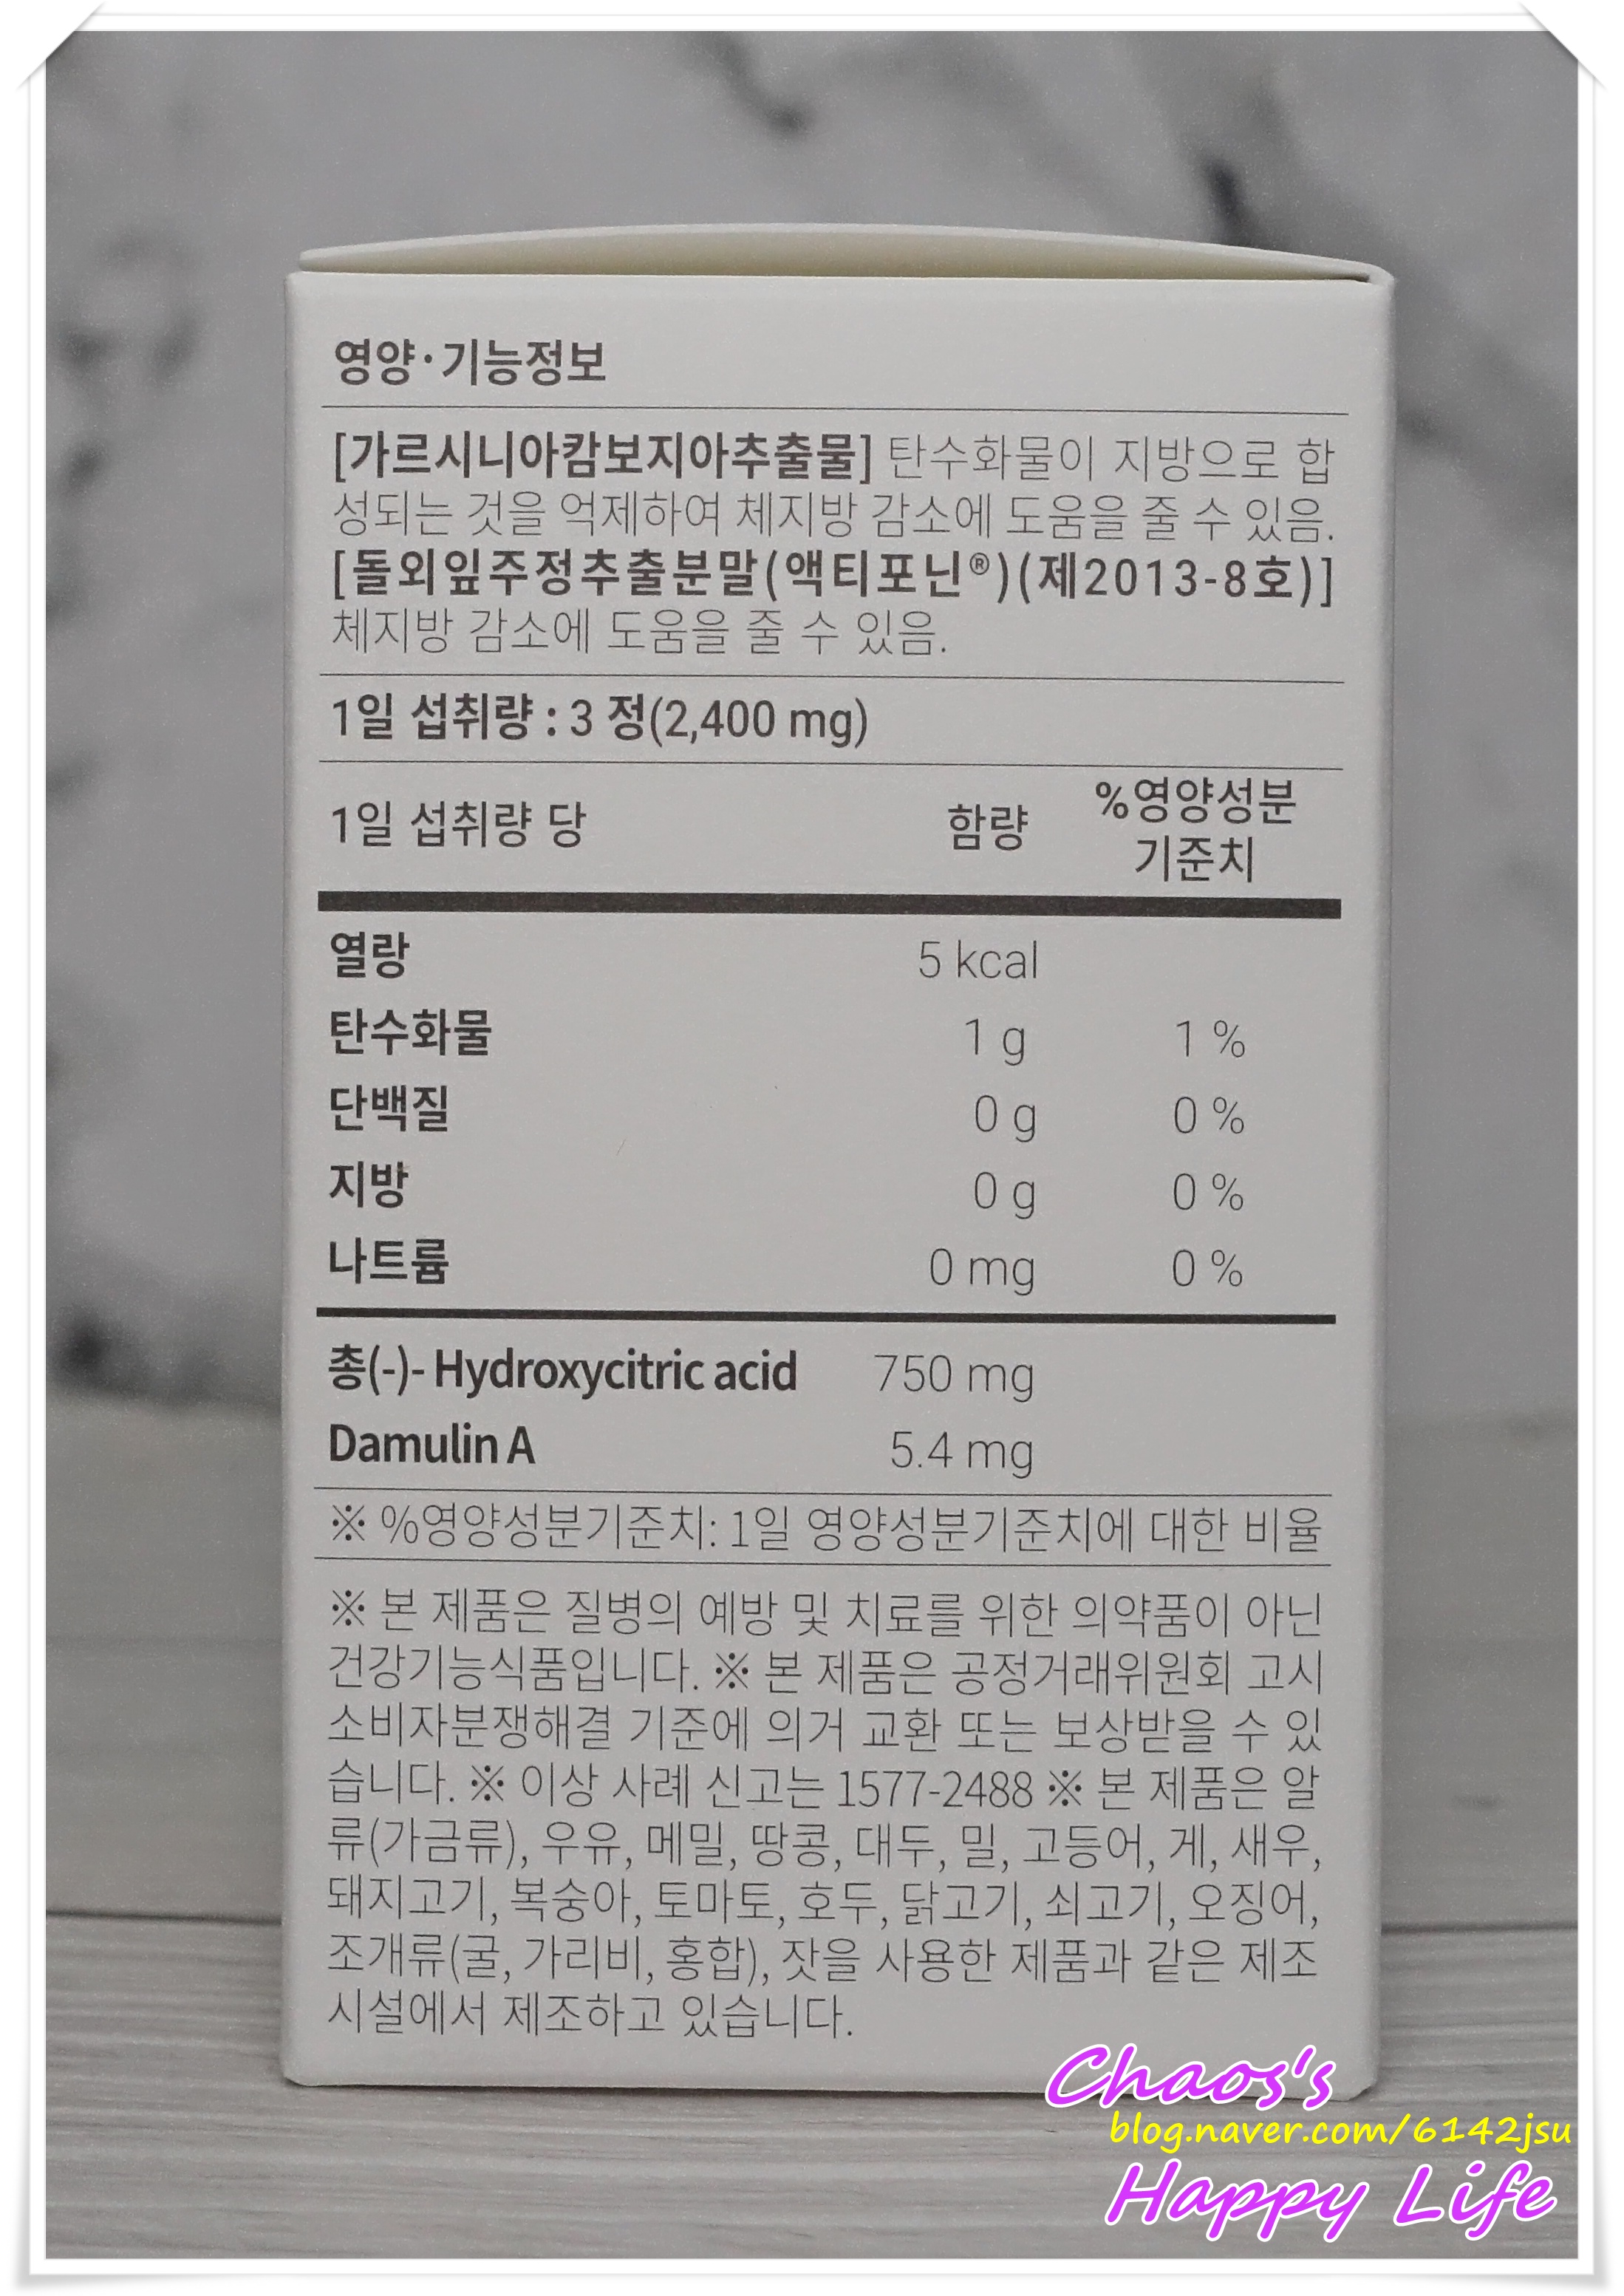 영양·기능정보
[가르시니아캄보지아추출물] 탄수화물이 지방으로 합
성되는 것을 억제하여 체지방 감소에 도움을 줄 수 있음.
[돌외잎주정추출분말(액티포닌®)(제2013-8호)]
체지방 감소에 도움을 줄 수 있음.
1일 섭취량 : 3 정(2,400 mg)
1일 섭취량 당 함량 %영양성분
기준치
열량 5 kcal
탄수화물 1 g 1 %
단백질 0 g 0 %
지방 0 g 0 %
나트륨 0 mg 0 %
총(-)- Hydroxycitric acid 750 mg
Damulin A 5.4 mg
※ %영양성분기준치: 1일 영양성분기준치에 대한 비율
※ 본 제품은 질병의 예방 및 치료를 위한 의약품이 아닌
건강기능식품입니다. ※ 본 제품은 공정거래위원회 고시
소비자분쟁해결 기준에 의거 교환 또는 보상받을 수 있
습니다. ※ 이상 사례 신고는 1577-2488 ※ 본 제품은 알
류(가금류), 우유, 메밀, 땅콩, 대두, 밀, 고등어, 게, 새우,
돼지고기, 복숭아, 토마토, 호두, 닭고기, 쇠고기, 오징어,
조개류(굴, 가리비, 홍합), 잣을 사용한 제품과 같은 제조
시설에서 제조하고 있습니다.
Chaos's
blog.naver.com/6142jsu
Happy Life